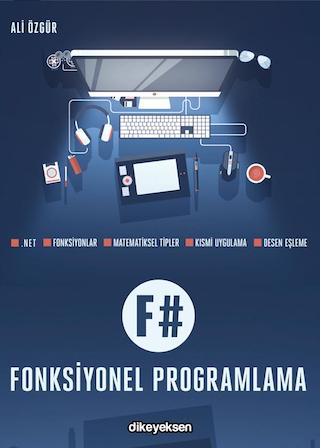 ALİ ÖZGÜR
.NET FONKSİYONLAR MATEMATİKSEL TİPLER KISMİ UYGULAMA DESEN EŞLEME
F#
FONKSİYONEL PROGRAMLAMA
dikeyeksen